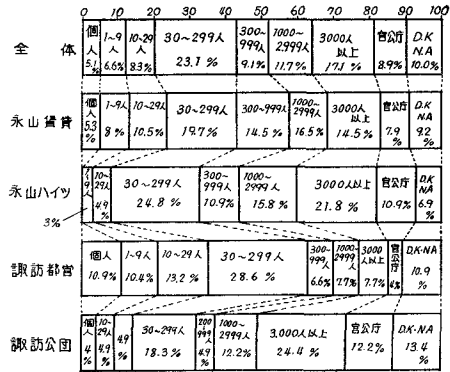 0 10 20 30 40 50 60 70 80 90 100
全体
個人 5.1%
1~9人 6.6%
10~29人 8.3%
30~299人 23.1%
300~999人 9.1%
1000~2999人 11.7%
3000人以上 17.1%
官公庁 8.9%
D.K N.A 10.0%
永山賃貸
個人 5.3%
1~9人 8%
10~29人 10.5%
30~299人 19.7%
300~999人 14.5%
1000~2999人 16.5%
3000人以上 14.5%
官公庁 7.9%
D.K NA 9.2%
永山ハイツ
1~9人 3%
10~29人 4.9%
30~299人 24.8%
300~999人 10.9%
1000~2999人 15.8%
3000人以上 21.8%
官公庁 10.9%
D.K NA 6.9%
諏訪都営
個人 10.9%
1~9人 10.4%
10~29人 13.2%
30~299人 28.6%
300~999人 6.6%
1000~2999人 7.7%
3000人以上 7.7%
官公庁 4%
D.K・NA 10.9%
諏訪公団
個人 4%
10~29人 4.9%
4.9%
30~299人 18.3%
200~999人 4.9%
1000~2999人 12.2%
3,000人以上 24.4%
官公庁 12.2%
D.K・NA 13.4%